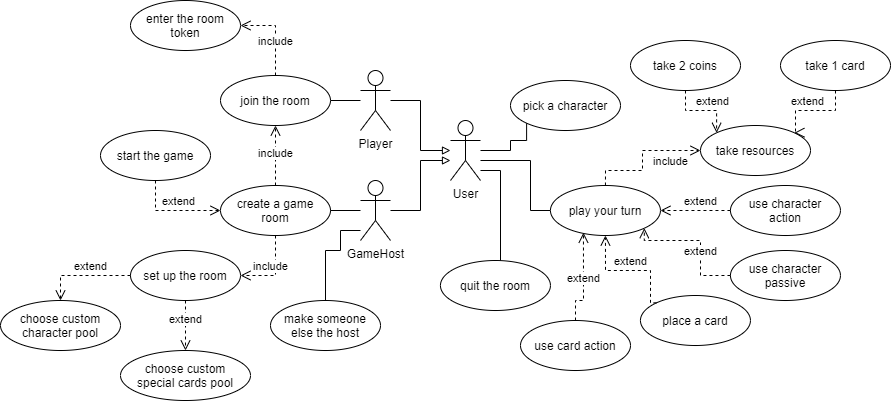 enter the room
token
include
join the room
Player
pick a character
take 2 coins
take 1 card
extend
extend
take resources
include
start the game
include
extend
create a game
room
GameHost
User
play your turn
extend
use character
action
include
set up the room
extend
choose custom
character pool
extend
choose custom
special cards pool
make someone
else the host
quit the room
extend
use character
passive
extend
extend
place a card
use card action